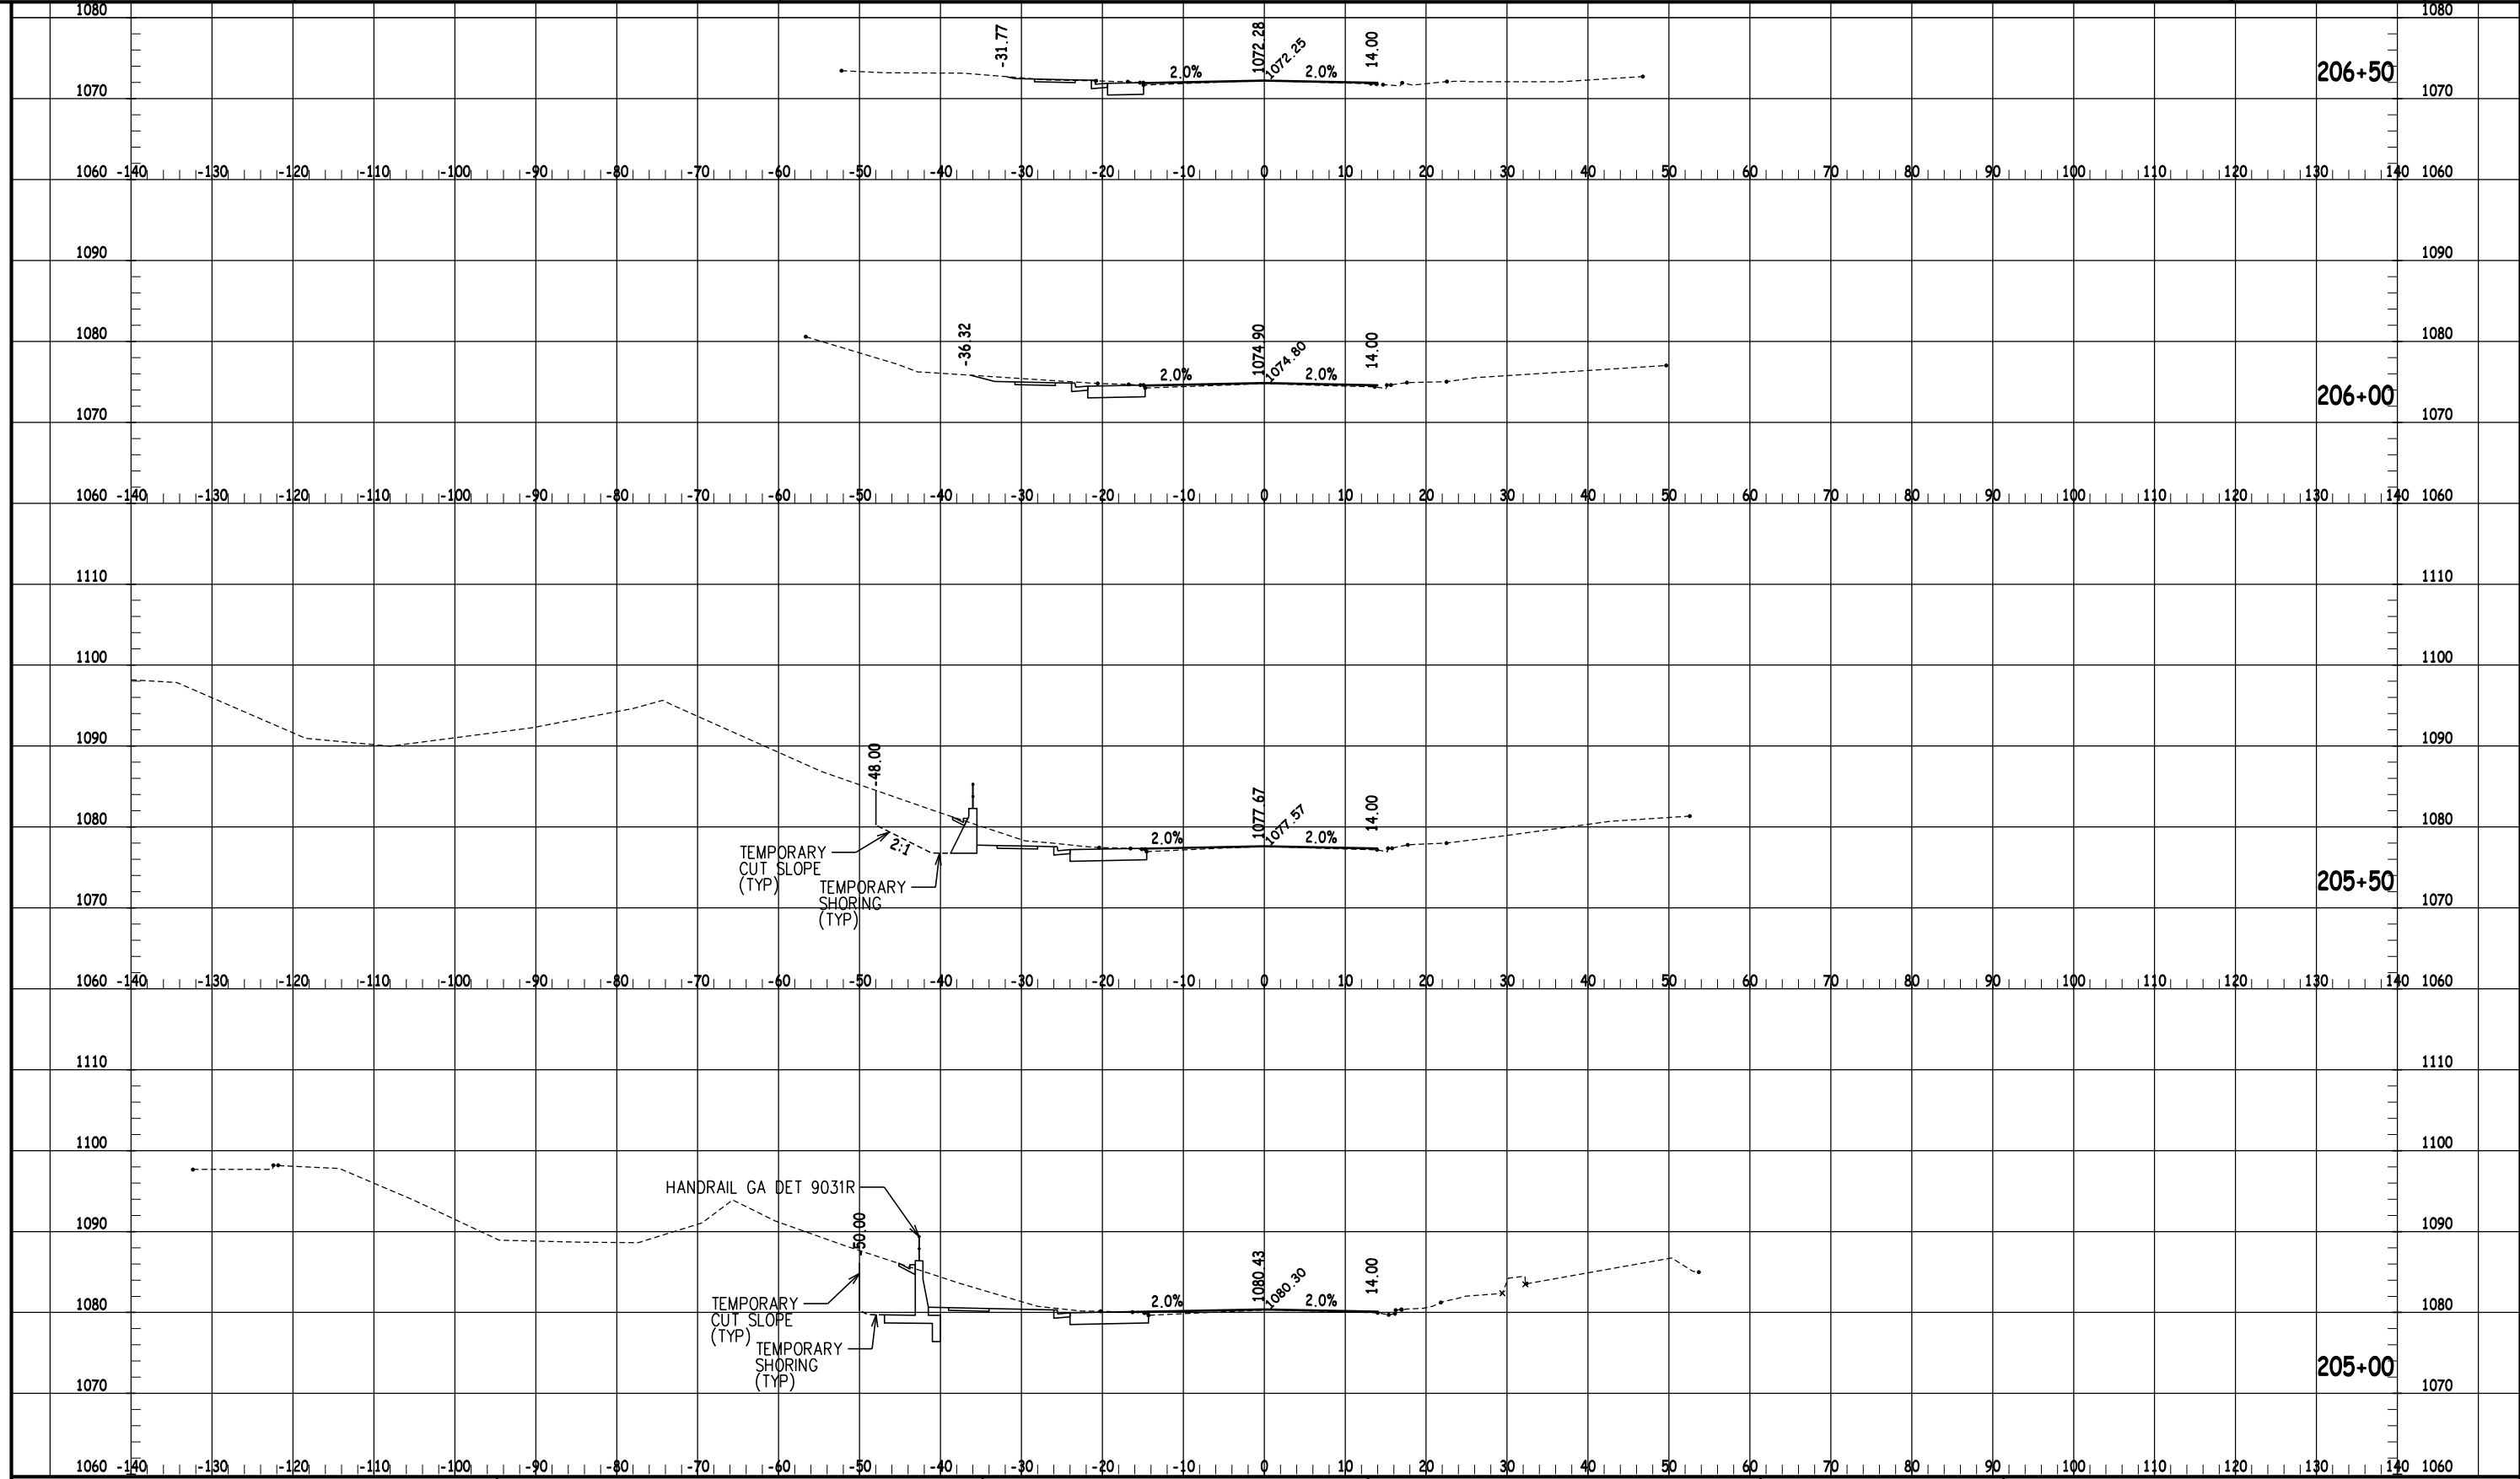 1080 1080
-31.77 1072.28 1072.25 14.00
2.0% 2.0%
206+50
1070 1070
1060 -140 -130 -120 -110 -100 -90 -80 -70 -60 -50 -40 -30 -20 -10 0 10 20 30 40 50 60 70 80 90 100 110 120 130 140 1060
1090 1090
1080 1080
-36.32 1074.90 1074.80 14.00
2.0% 2.0%
206+00
1070 1070
1060 -140 -130 -120 -110 -100 -90 -80 -70 -60 -50 -40 -30 -20 -10 0 10 20 30 40 50 60 70 80 90 100 110 120 130 140 1060
1110 1110
1100 1100
1090 1090
-48.00 1077.67 1077.57 14.00
1080 1080
2.0% 2.0%
2:1
TEMPORARY
CUT SLOPE
(TYP)
TEMPORARY
SHORING
(TYP)
205+50
1070 1070
1060 -140 -130 -120 -110 -100 -90 -80 -70 -60 -50 -40 -30 -20 -10 0 10 20 30 40 50 60 70 80 90 100 110 120 130 140 1060
1110 1110
1100 1100
HANDRAIL GA DET 9031R
1090 1090
-50.00 1080.43 1080.30 14.00
2.0% 2.0%
1080 1080
TEMPORARY
CUT SLOPE
(TYP)
TEMPORARY
SHORING
(TYP)
205+00
1070 1070
1060 -140 -130 -120 -110 -100 -90 -80 -70 -60 -50 -40 -30 -20 -10 0 10 20 30 40 50 60 70 80 90 100 110 120 130 140 1060